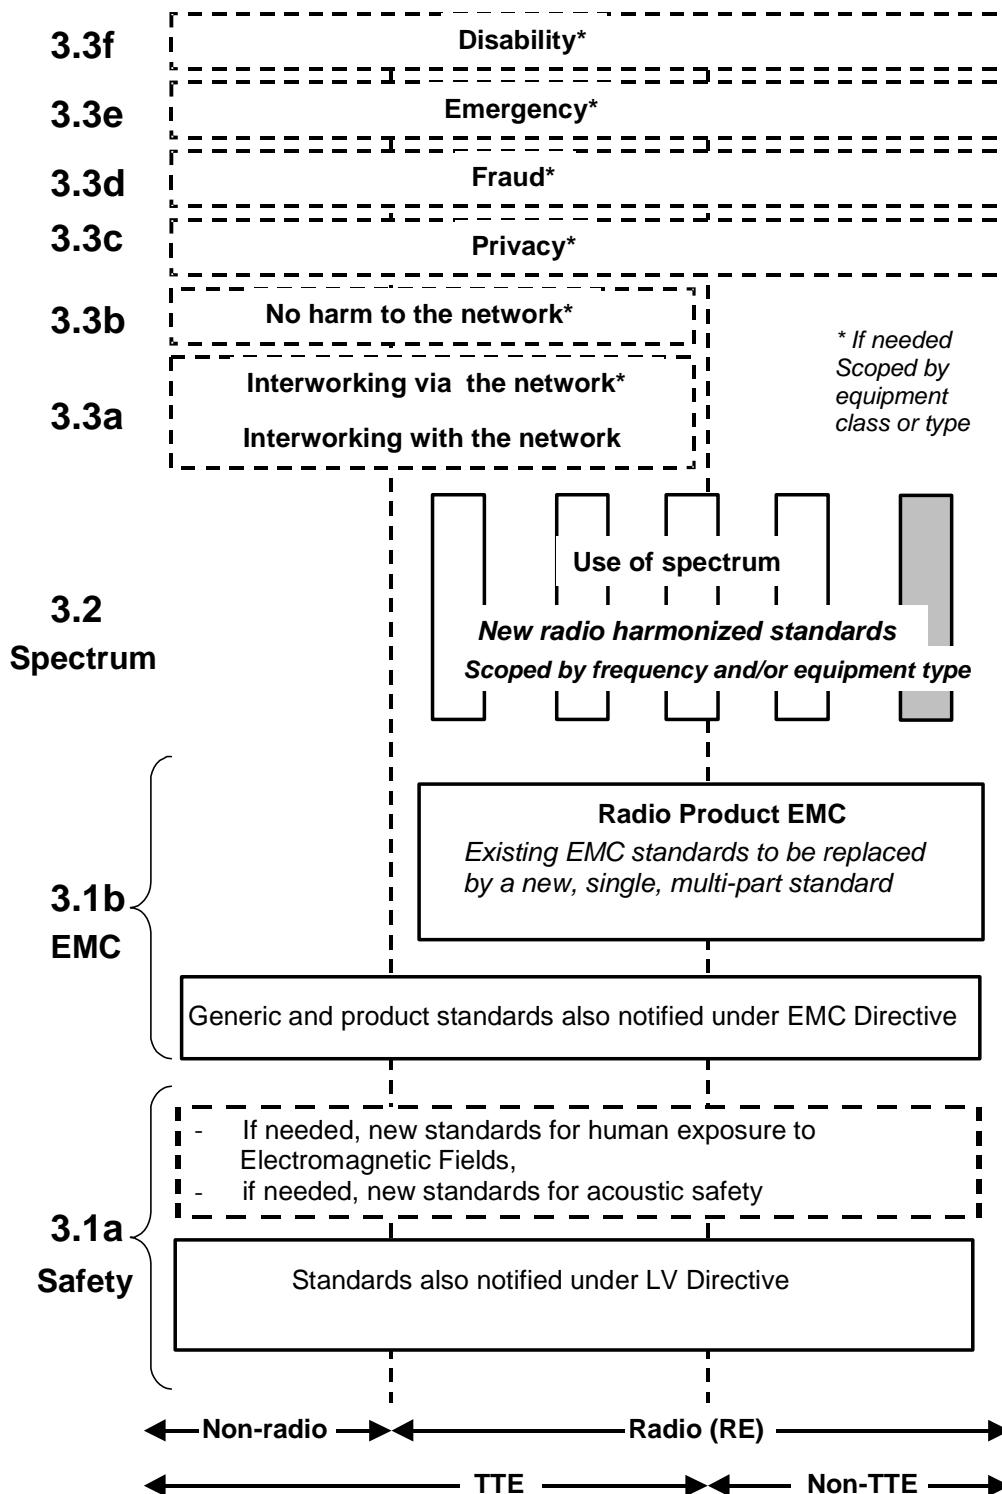 3.3f
Disability*
3.3e
Emergency*
3.3d
Fraud*
3.3c
Privacy*
3.3b
No harm to the network*
* If needed
Scoped by
equipment
class or type
3.3a
Interworking via the network*
Interworking with the network
3.2
Spectrum
Use of spectrum
New radio harmonized standards
Scoped by frequency and/or equipment type
3.1b
EMC
Radio Product EMC
Existing EMC standards to be replaced
by a new, single, multi-part standard
Generic and product standards also notified under EMC Directive
3.1a
Safety
- If needed, new standards for human exposure to
Electromagnetic Fields,
- if needed, new standards for acoustic safety
Standards also notified under LV Directive
Non-radio
Radio (RE)
TTE
Non-TTE